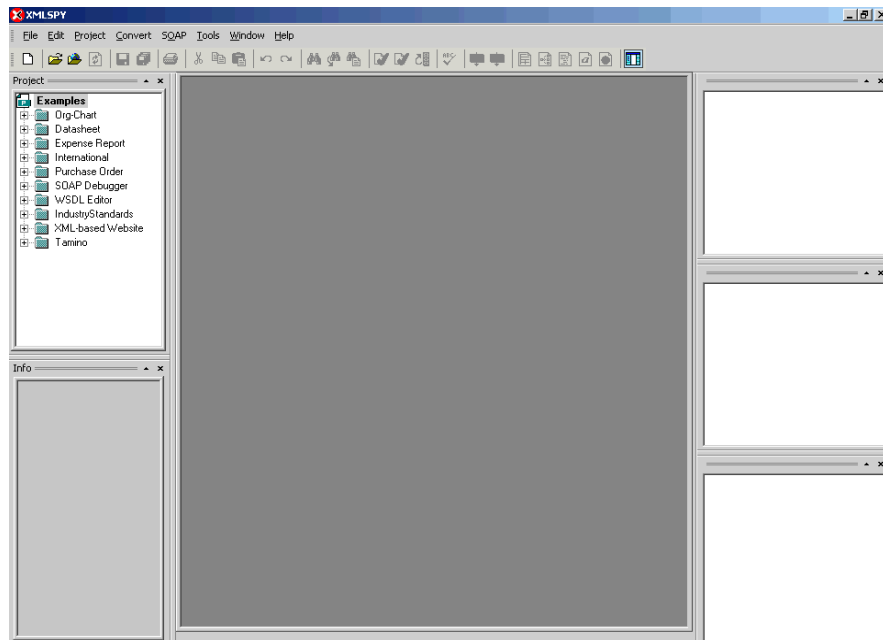 XMLSPY
File Edit Project Convert SOAP Tools Window Help
Project
Examples
Org-Chart
Datasheet
Expense Report
International
Purchase Order
SOAP Debugger
WSDL Editor
IndustryStandards
XML-based Website
Tamino
Info